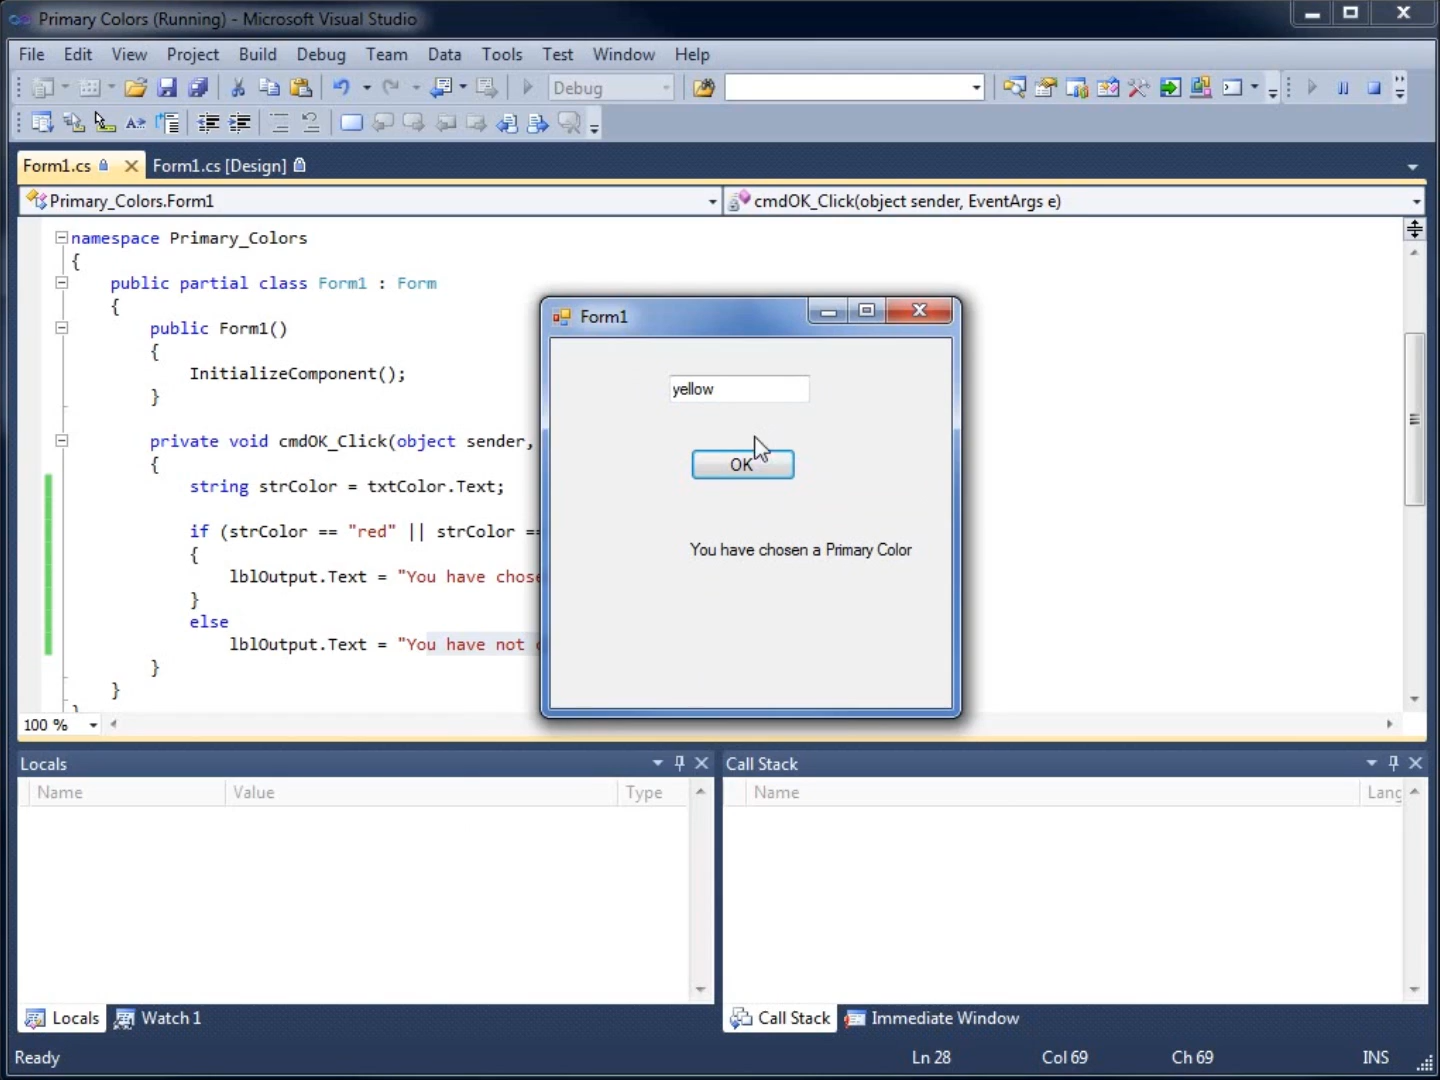 Primary Colors (Running) - Microsoft Visual Studio
File Edit View Project Build Debug Team Data Tools Test Window Help
Debug
Form1.cs Form1.cs [Design]
Primary_Colors.Form1 cmdOK_Click(object sender, EventArgs e)
namespace Primary_Colors
{
public partial class Form1 : Form
{
public Form1()
{
InitializeComponent();
}
private void cmdOK_Click(object sender,
{
string strColor = txtColor.Text;
if (strColor == "red" || strColor ==
{
lblOutput.Text = "You have chose
}
else
lblOutput.Text = "You have not
}
}
}
Form1
yellow
OK
You have chosen a Primary Color
100 %
Locals
Name Value Type
Call Stack
Name Lang
Locals Watch 1
Call Stack Immediate Window
Ready Ln 28 Col 69 Ch 69 INS